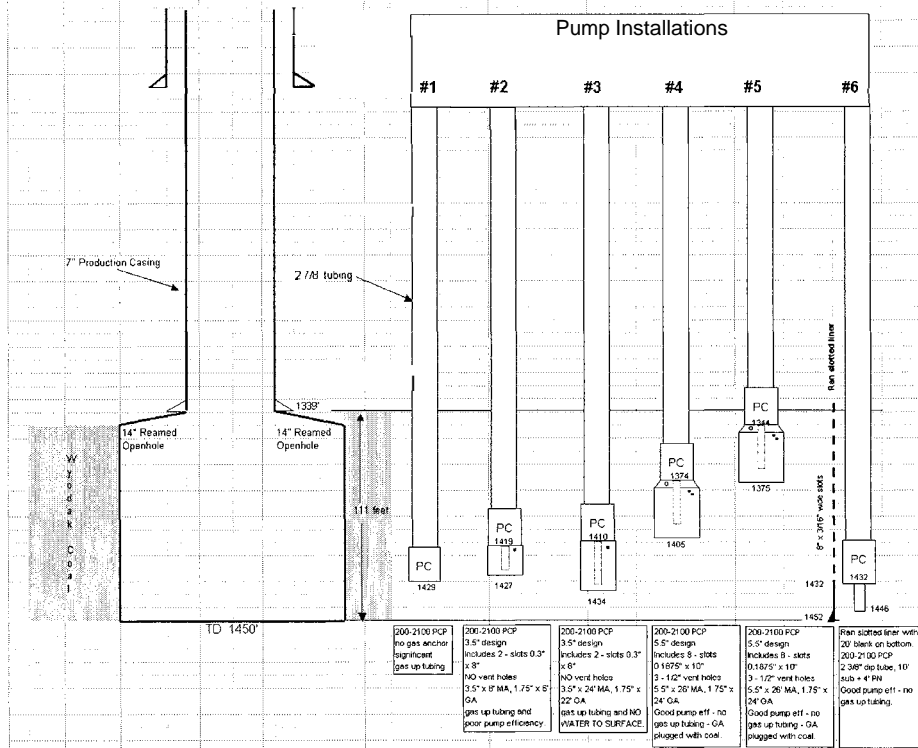 Pump Installations
#1
#2
#3
#4
#5
#6
7" Production Casing
2 7/8 tubing
Ran slotted liner
1339'
14" Reamed
Openhole
14" Reamed
Openhole
Wyodak Coal
111 feet
8" x 3/16" wide slots
PC
1344
1375
PC
1374
1405
PC
1410
1434
PC
1419
1427
PC
1429
PC
1432
1446
1432
1452
TD 1450'
200-2100 PCP
no gas anchor
significant
gas up tubing
200-2100 PCP
3.5" design
Includes 2 - slots 0.3"
x 8"
NO vent holes
3.5" x 8' MA, 1.75" x 6'
GA
gas up tubing and
poor pump efficiency
200-2100 PCP
3.5" design
Includes 2 - slots 0.3"
x 8"
NO vent holes
3.5" x 24' MA, 1.75" x
22' GA
gas up tubing and NO
WATER TO SURFACE.
200-2100 PCP
5.5" design
Includes 8 - slots
0.1875" x 10"
3 - 1/2" vent holes
5.5" x 26' MA, 1.75" x
24' GA
Good pump eff - no
gas up tubing - GA
plugged with coal.
200-2100 PCP
5.5" design
Includes 8 - slots
0.1875" x 10"
3 - 1/2" vent holes
5.5" x 26' MA, 1.75" x
24' GA
Good pump eff - no
gas up tubing - GA
plugged with coal.
Ran slotted liner with
20' blank on bottom.
200-2100 PCP
2 3/8" dip tube, 10'
sub + 4' PN
Good pump eff - no
gas up tubing.